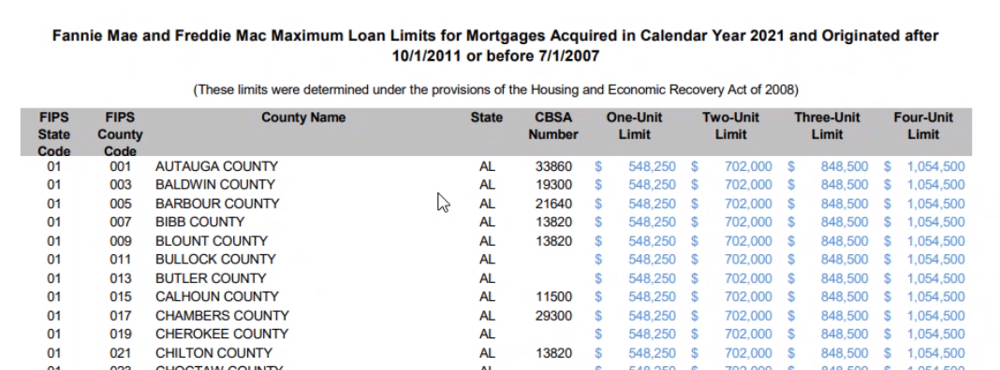 Fannie Mae and Freddie Mac Maximum Loan Limits for Mortgages Acquired in Calendar Year 2021 and Originated after
10/1/2011 or before 7/1/2007
(These limits were determined under the provisions of the Housing and Economic Recovery Act of 2008)
FIPS FIPS County Name State CBSA One-Unit Two-Unit Three-Unit Four-Unit
State County Number Limit Limit Limit Limit
Code Code
01 001 AUTAUGA COUNTY AL 33860 $ 548,250 $ 702,000 $ 848,500 $ 1,054,500
01 003 BALDWIN COUNTY AL 19300 $ 548,250 $ 702,000 $ 848,500 $ 1,054,500
01 005 BARBOUR COUNTY AL 21640 $ 548,250 $ 702,000 $ 848,500 $ 1,054,500
01 007 BIBB COUNTY AL 13820 $ 548,250 $ 702,000 $ 848,500 $ 1,054,500
01 009 BLOUNT COUNTY AL 13820 $ 548,250 $ 702,000 $ 848,500 $ 1,054,500
01 011 BULLOCK COUNTY AL $ 548,250 $ 702,000 $ 848,500 $ 1,054,500
01 013 BUTLER COUNTY AL $ 548,250 $ 702,000 $ 848,500 $ 1,054,500
01 015 CALHOUN COUNTY AL 11500 $ 548,250 $ 702,000 $ 848,500 $ 1,054,500
01 017 CHAMBERS COUNTY AL 29300 $ 548,250 $ 702,000 $ 848,500 $ 1,054,500
01 019 CHEROKEE COUNTY AL $ 548,250 $ 702,000 $ 848,500 $ 1,054,500
01 021 CHILTON COUNTY AL 13820 $ 548,250 $ 702,000 $ 848,500 $ 1,054,500